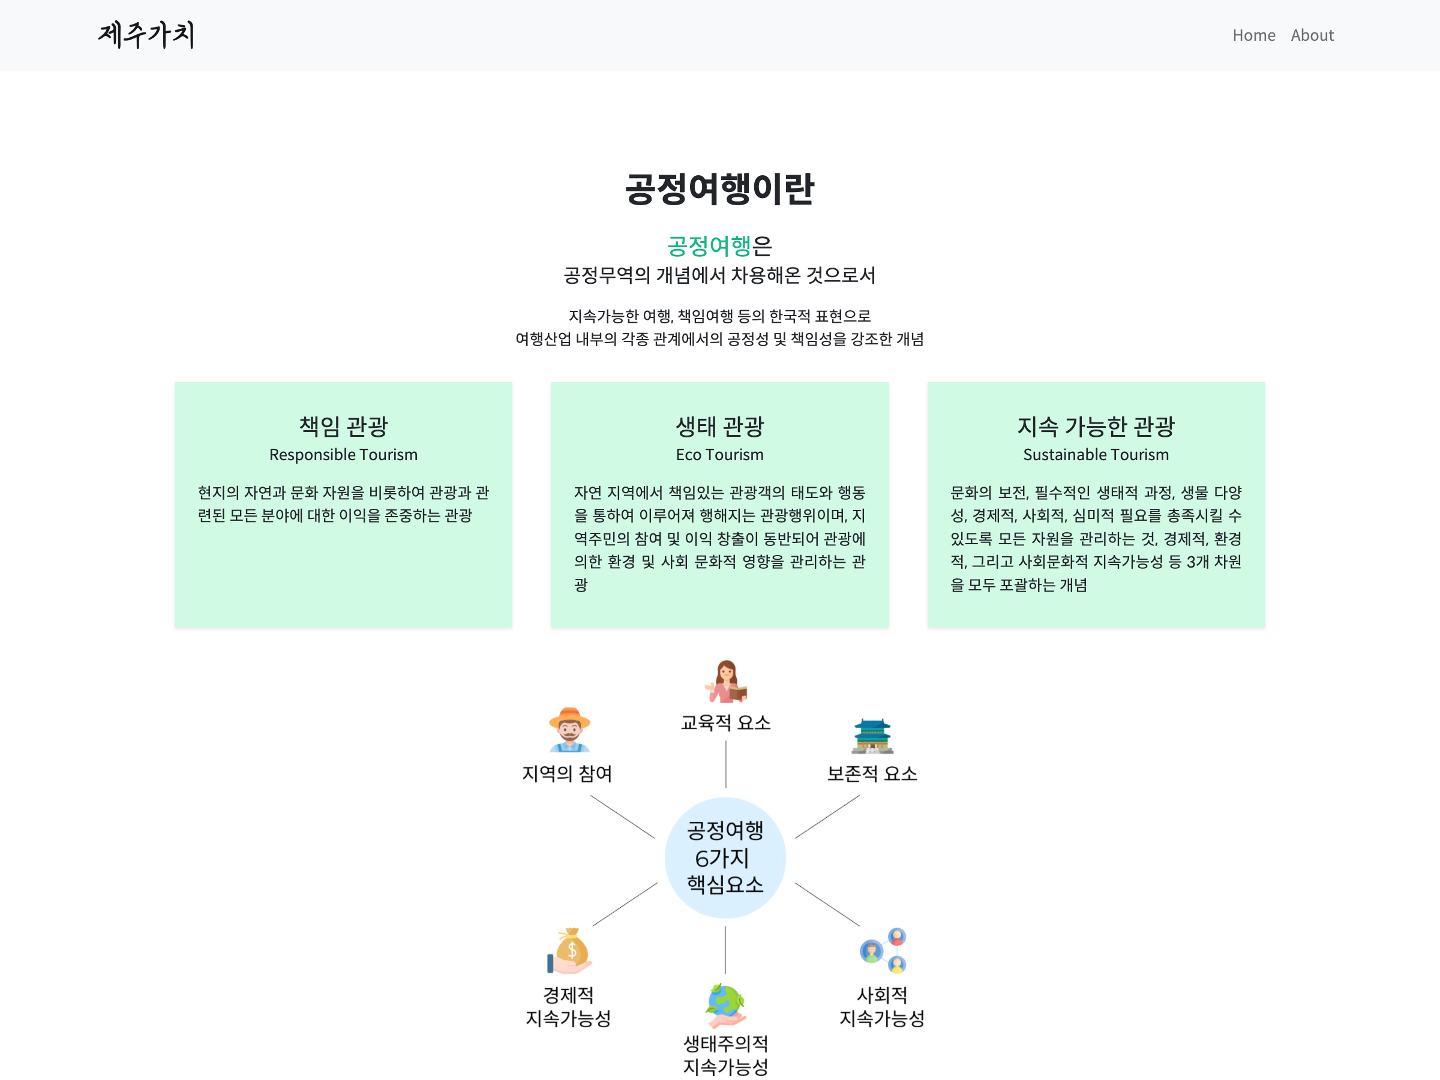 제주가치
Home About
공정여행이란
공정여행은
공정무역의 개념에서 차용해온 것으로서
지속가능한 여행, 책임여행 등의 한국적 표현으로
여행산업 내부의 각종 관계에서의 공정성 및 책임성을 강조한 개념
책임 관광
Responsible Tourism
현지의 자연과 문화 자원을 비롯하여 관광과 관
련된 모든 분야에 대한 이익을 존중하는 관광
생태 관광
Eco Tourism
자연 지역에서 책임있는 관광객의 태도와 행동
을 통하여 이루어져 행해지는 관광행위이며, 지
역주민의 참여 및 이익 창출이 동반되어 관광에
의한 환경 및 사회 문화적 영향을 관리하는 관
광
지속 가능한 관광
Sustainable Tourism
문화의 보전, 필수적인 생태적 과정, 생물 다양
성, 경제적, 사회적, 심미적 필요를 총족시킬 수
있도록 모든 자원을 관리하는 것, 경제적, 환경
적, 그리고 사회문화적 지속가능성 등 3개 차원
을 모두 포괄하는 개념
교육적 요소
지역의 참여
보존적 요소
공정여행
6가지
핵심요소
경제적
지속가능성
사회적
지속가능성
생태주의적
지속가능성